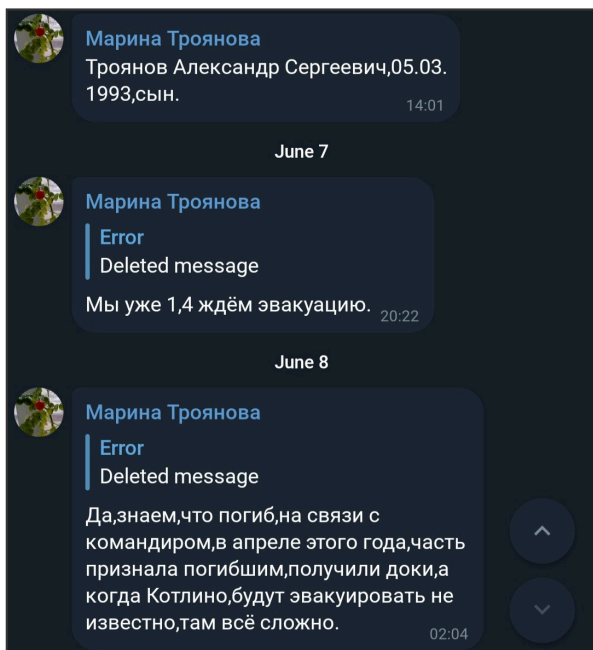 Марина Троянова
Троянов Александр Сергеевич,05.03.
1993,сын.
14:01
June 7
Марина Троянова
Error
Deleted message
Мы уже 1,4 ждём эвакуацию.
20:22
June 8
Марина Троянова
Error
Deleted message
Да,знаем,что погиб,на связи с
командиром,в апреле этого года,часть
признала погибшим,получили доки,а
когда Котлино,будут эвакуировать не
известно,там всё сложно.
02:04